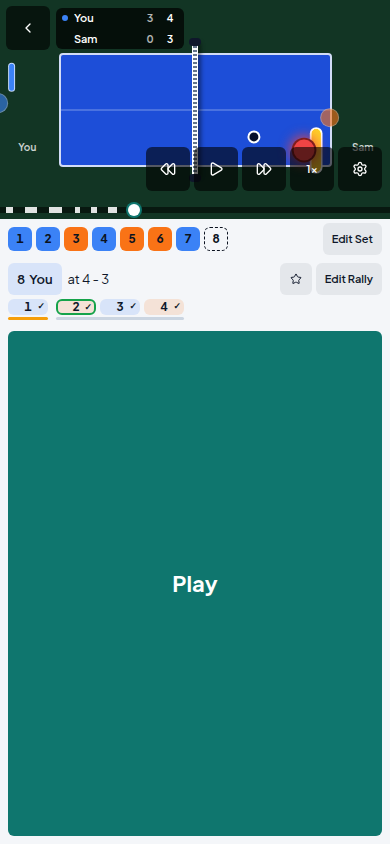 You 3 4
Sam 0 3
You
Sam
1x
1 2 3 4 5 6 7 8
Edit Set
8 You at 4 - 3
Edit Rally
1 ✓ 2 ✓ 3 ✓ 4 ✓
Play